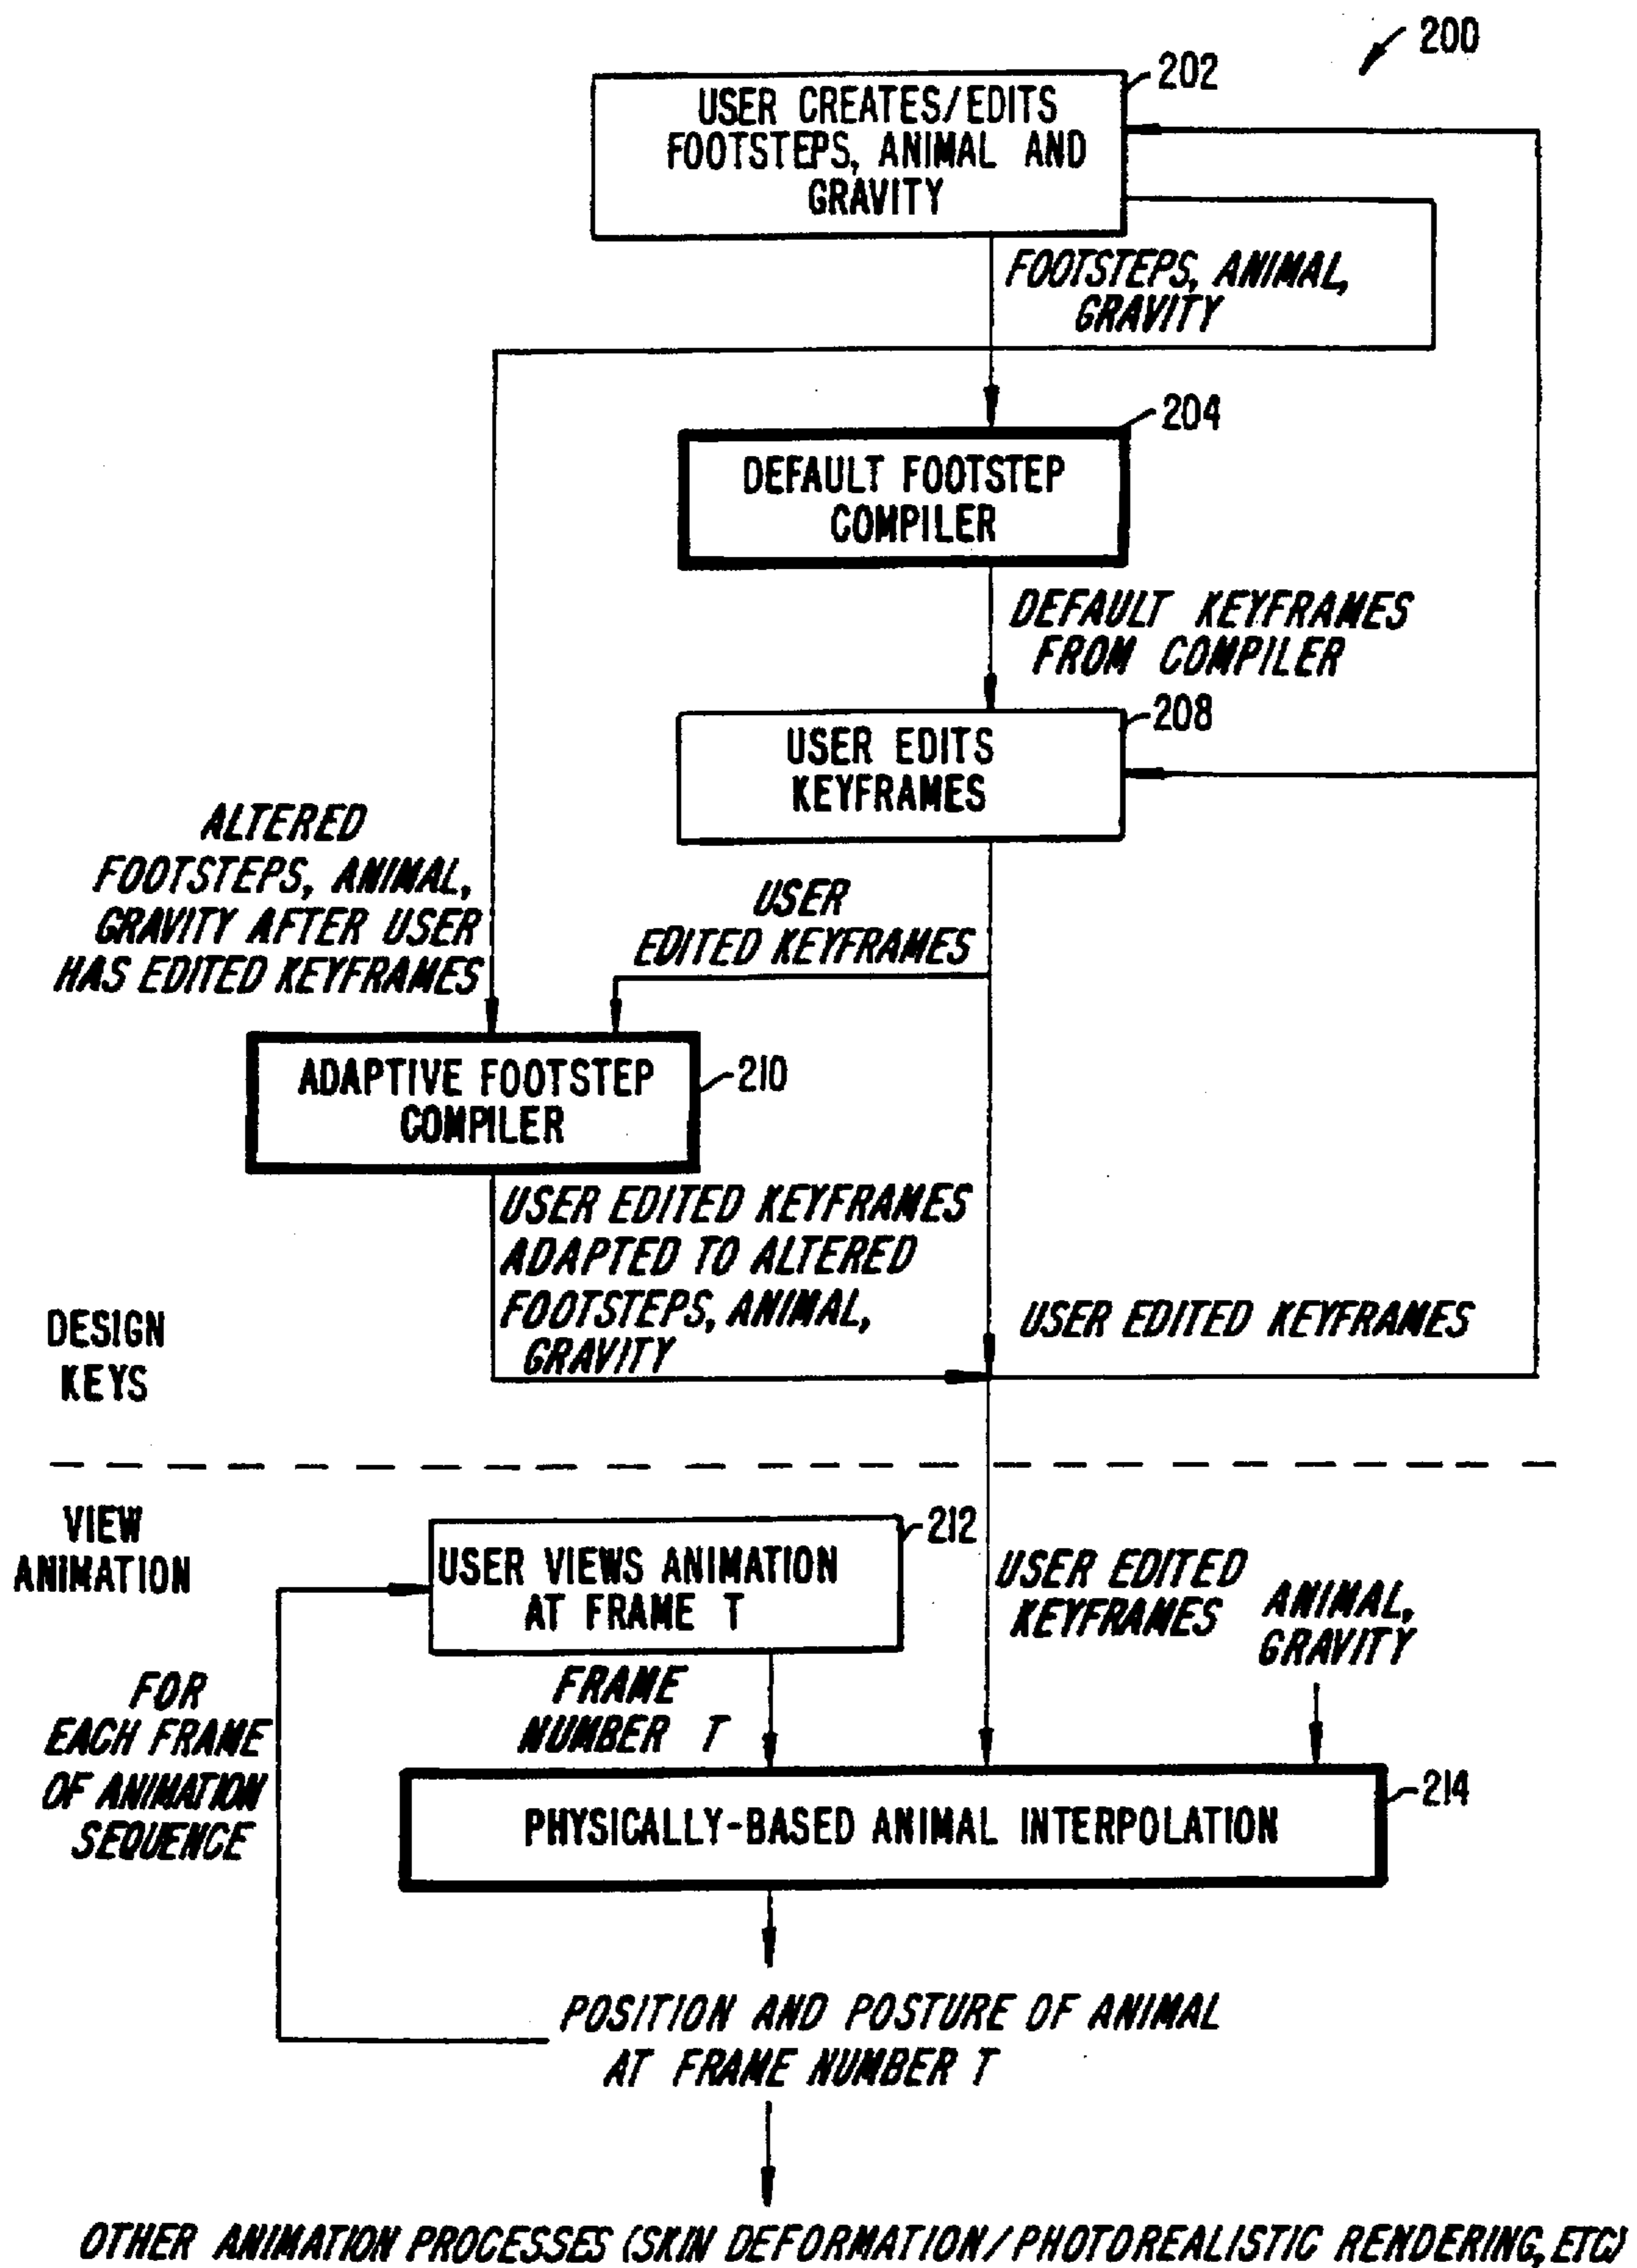 200
202
USER CREATES/EDITS
FOOTSTEPS, ANIMAL AND
GRAVITY
FOOTSTEPS, ANIMAL,
GRAVITY
204
DEFAULT FOOTSTEP
COMPILER
DEFAULT KEYFRAMES
FROM COMPILER
208
USER EDITS
KEYFRAMES
ALTERED
FOOTSTEPS, ANIMAL,
GRAVITY AFTER USER
HAS EDITED KEYFRAMES
USER
EDITED KEYFRAMES
ADAPTIVE FOOTSTEP
COMPILER
210
USER EDITED KEYFRAMES
ADAPTED TO ALTERED
FOOTSTEPS, ANIMAL,
GRAVITY
USER EDITED KEYFRAMES
DESIGN
KEYS
VIEW
ANIMATION
212
USER VIEWS ANIMATION
AT FRAME T
USER EDITED
KEYFRAMES
ANIMAL,
GRAVITY
FRAME
NUMBER T
FOR
EACH FRAME
OF ANIMATION
SEQUENCE
214
PHYSICALLY-BASED ANIMAL INTERPOLATION
POSITION AND POSTURE OF ANIMAL
AT FRAME NUMBER T
OTHER ANIMATION PROCESSES (SKIN DEFORMATION/PHOTOREALISTIC RENDERING, ETC)